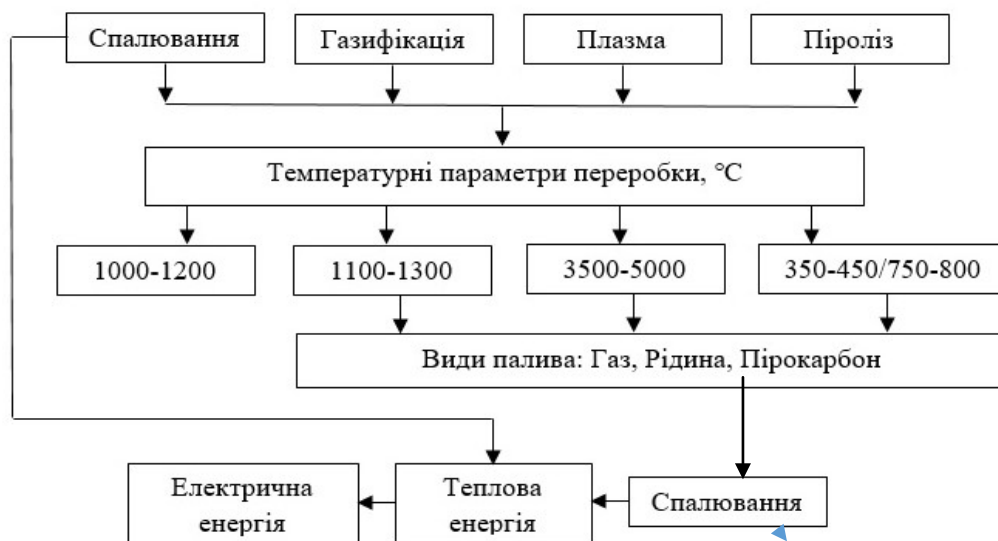 Спалювання
Газифікація
Плазма
Піроліз
Температурні параметри переробки, °С
1000-1200
1100-1300
3500-5000
350-450/750-800
Види палива: Газ, Рідина, Пірокарбон
Електрична
енергія
Теплова
енергія
Спалювання